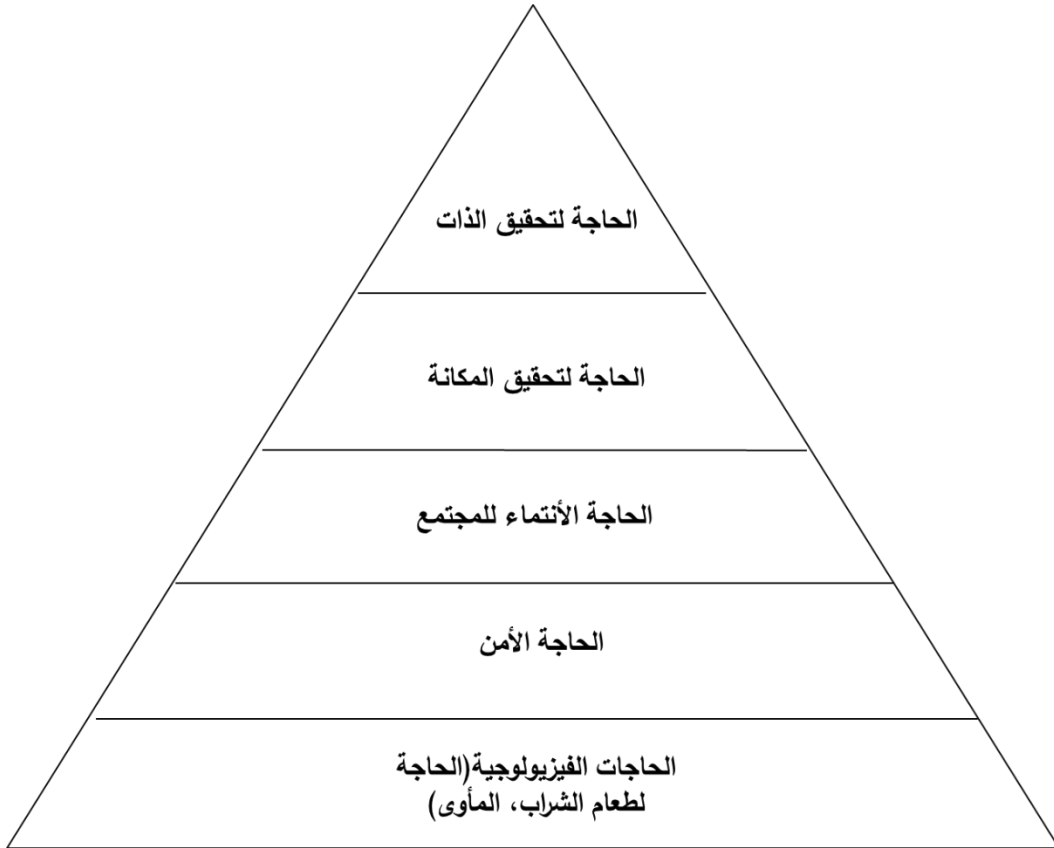 الحاجة لتحقيق الذات
الحاجة لتحقيق المكانة
الحاجة الأنتماء للمجتمع
الحاجة الأمن
الحاجات الفيزيولوجية(الحاجة
لطعام الشراب، المأوى)